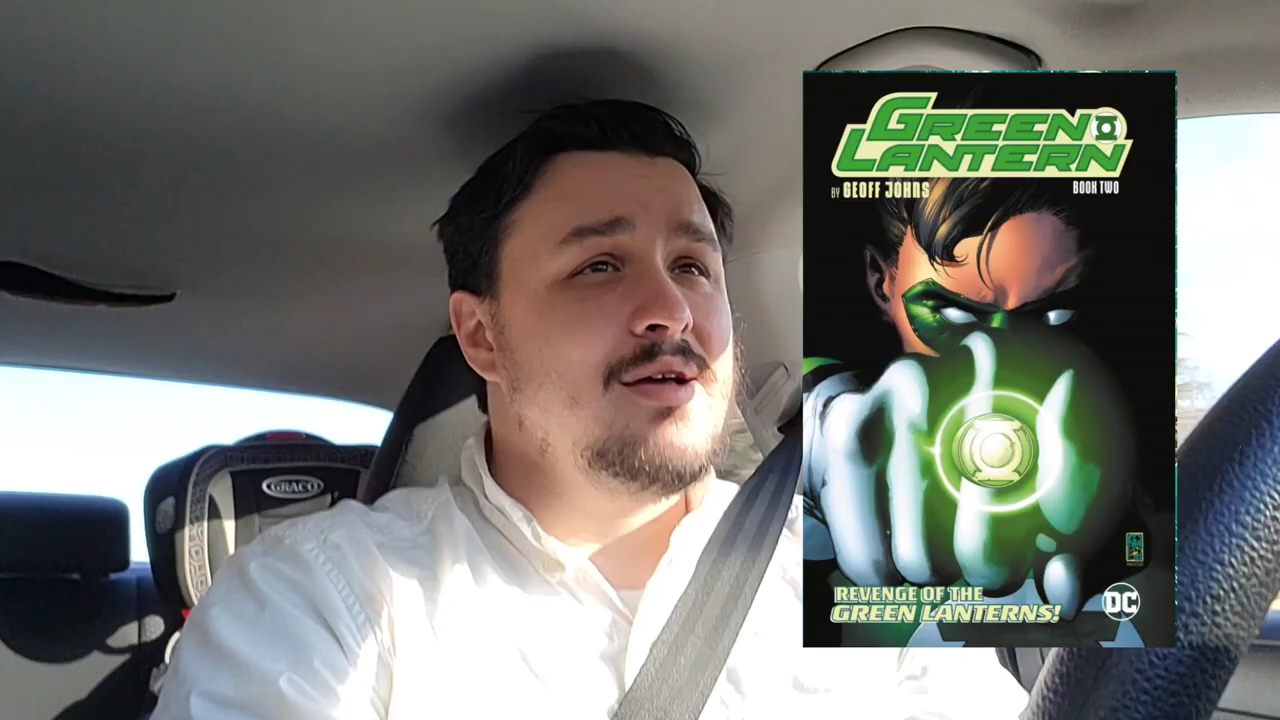 GRACO
GREEN
LANTERN
BY GEOFF JOHNS
BOOK TWO
REVENGE OF THE
GREEN LANTERNS!
DC